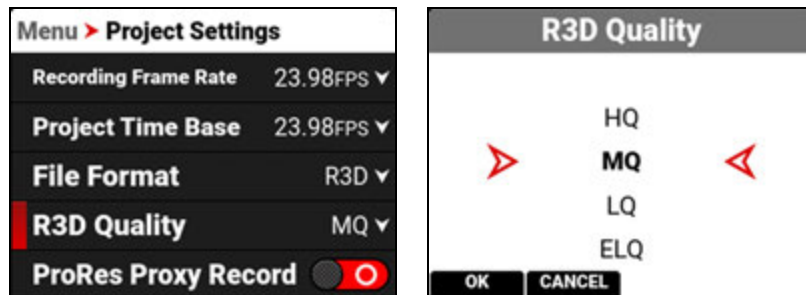 Menu > Project Settings
Recording Frame Rate 23.98FPS
Project Time Base 23.98FPS
File Format R3D
R3D Quality MQ
ProRes Proxy Record
R3D Quality
HQ
MQ
LQ
ELQ
OK CANCEL